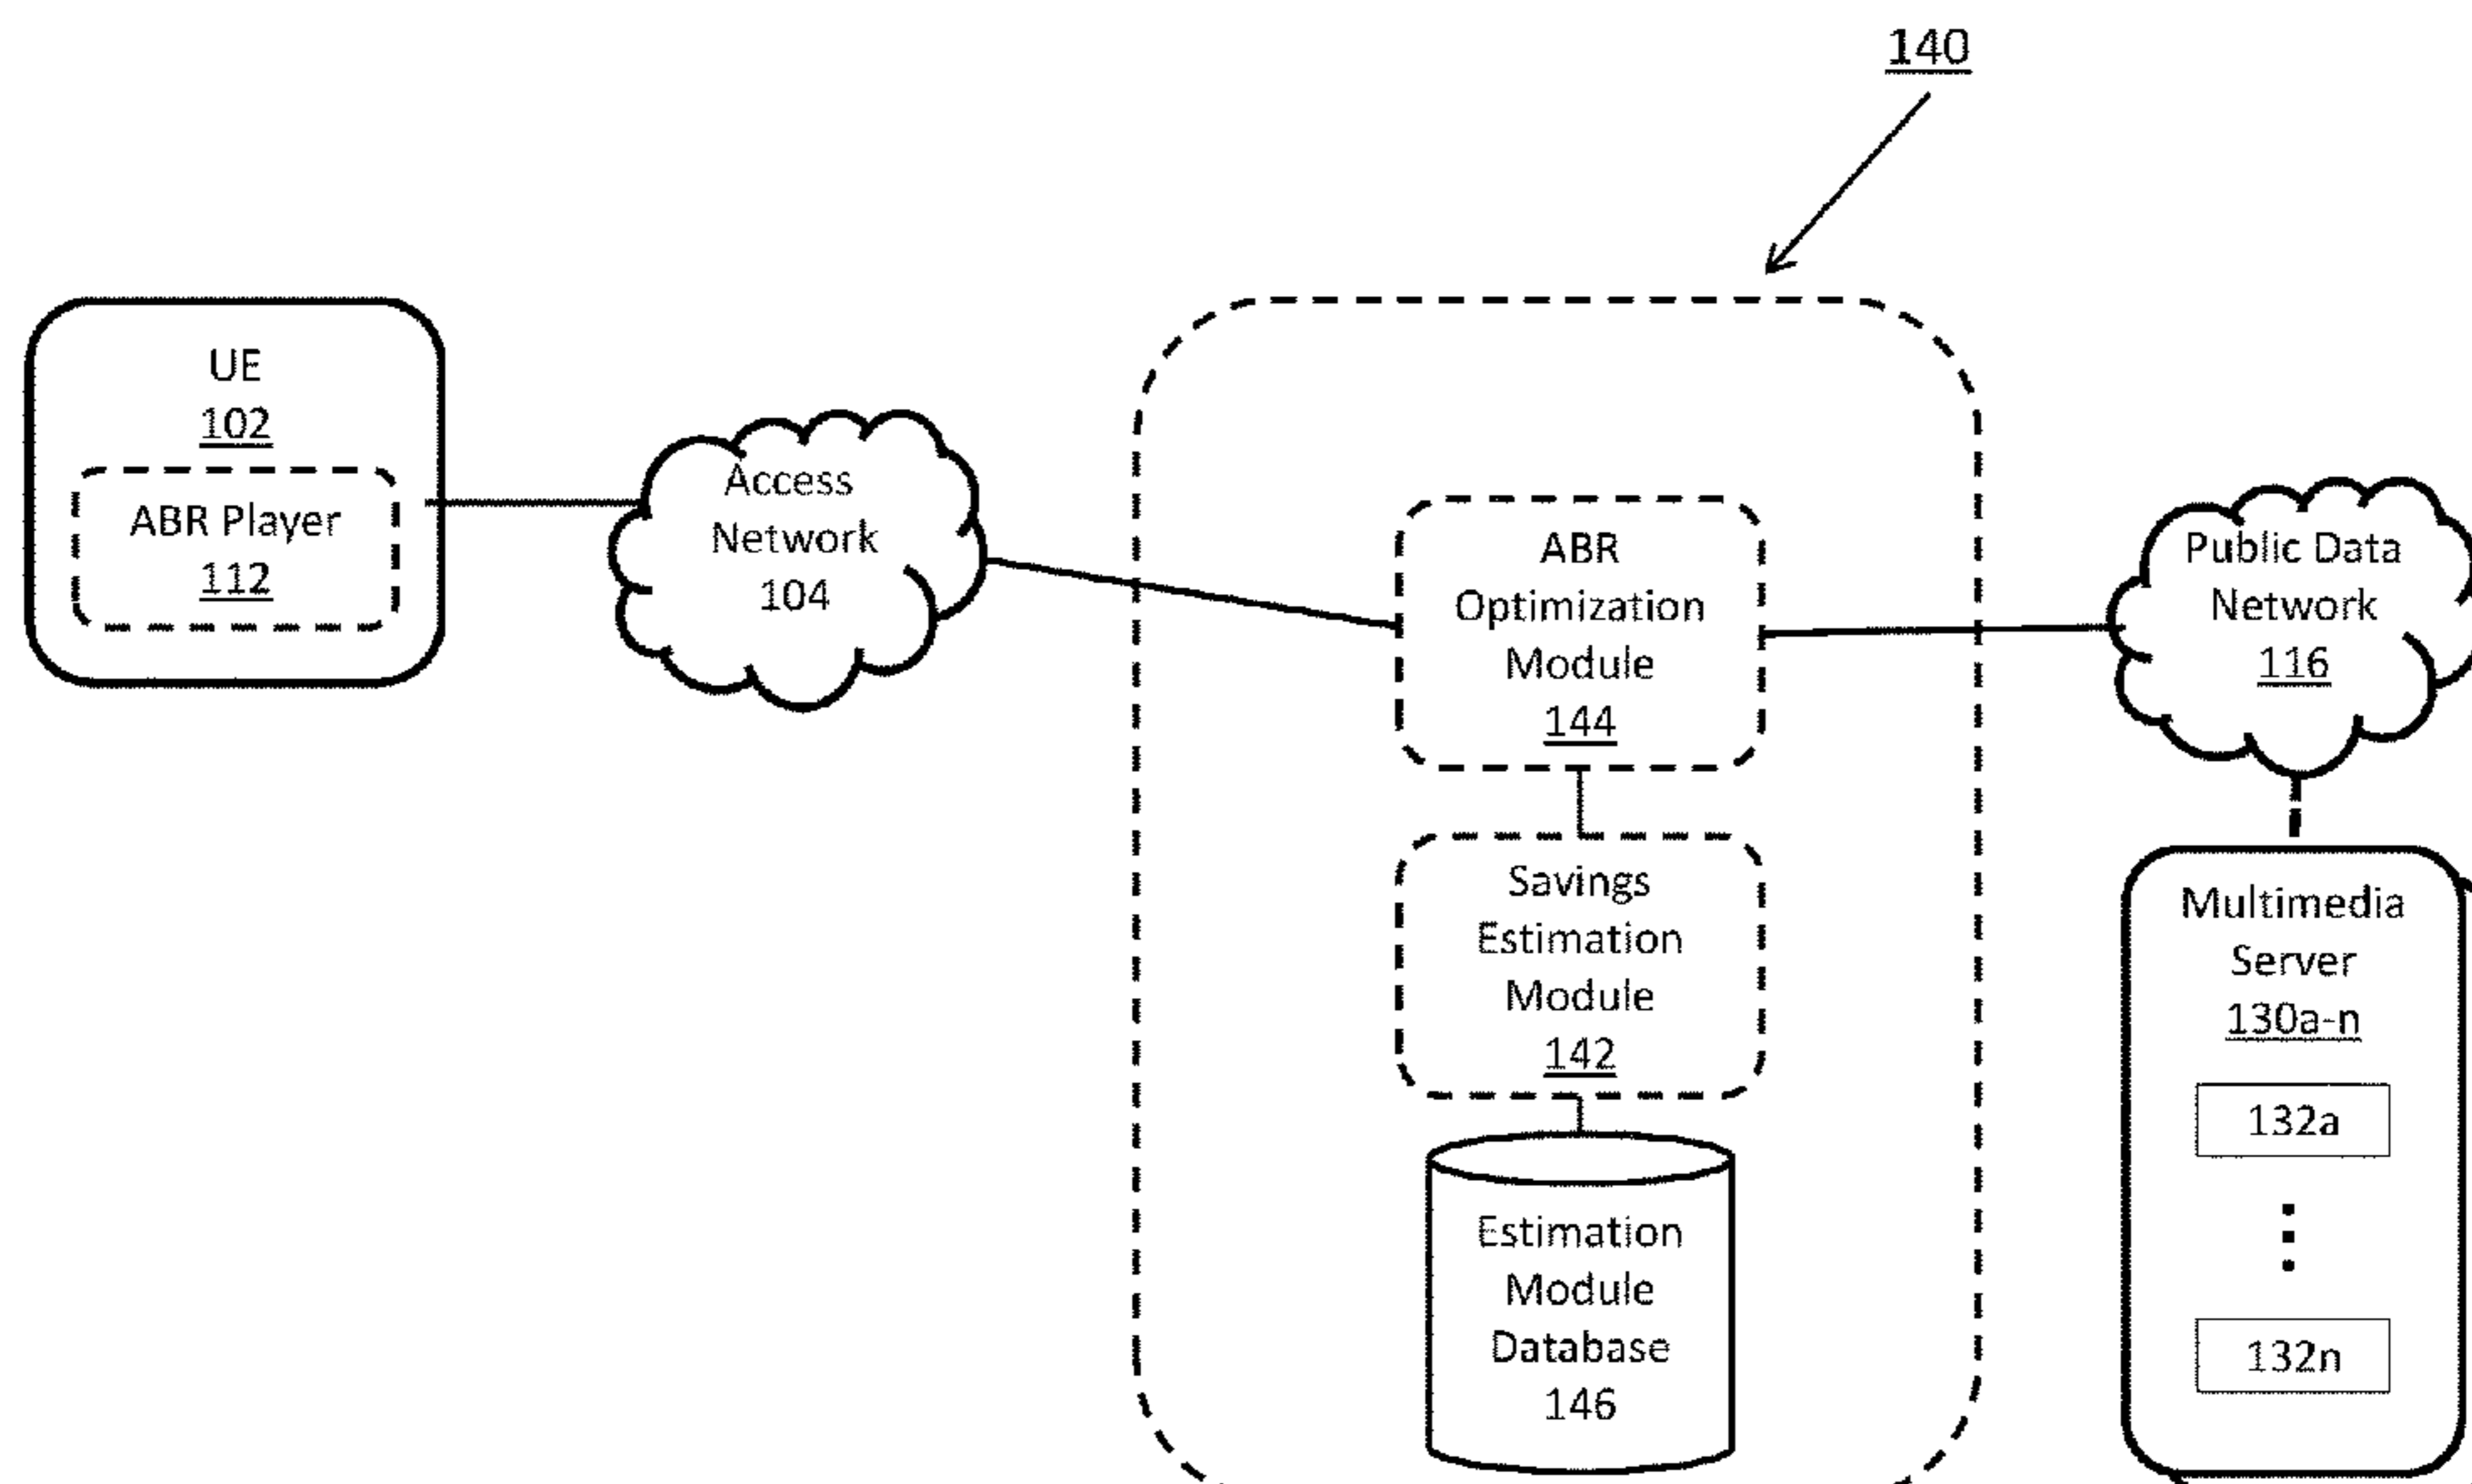 140
UE
102
ABR Player
112
Access
Network
104
ABR
Optimization
Module
144
Savings
Estimation
Module
142
Estimation
Module
Database
146
Public Data
Network
116
Multimedia
Server
130a-n
132a
132n